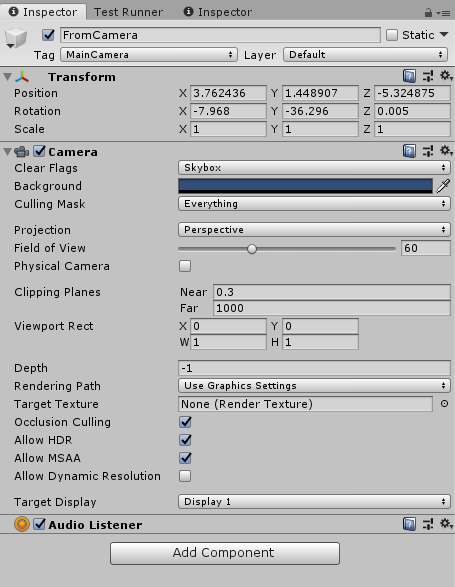 Inspector Test Runner Inspector
FromCamera Static
Tag MainCamera Layer Default
Transform
Position X 3.762436 Y 1.448907 Z -5.324875
Rotation X -7.968 Y -36.296 Z 0.005
Scale X 1 Y 1 Z 1
Camera
Clear Flags Skybox
Background
Culling Mask Everything
Projection Perspective
Field of View 60
Physical Camera
Clipping Planes Near 0.3
Far 1000
Viewport Rect X 0 Y 0
W 1 H 1
Depth -1
Rendering Path Use Graphics Settings
Target Texture None (Render Texture)
Occlusion Culling
Allow HDR
Allow MSAA
Allow Dynamic Resolution
Target Display Display 1
Audio Listener
Add Component